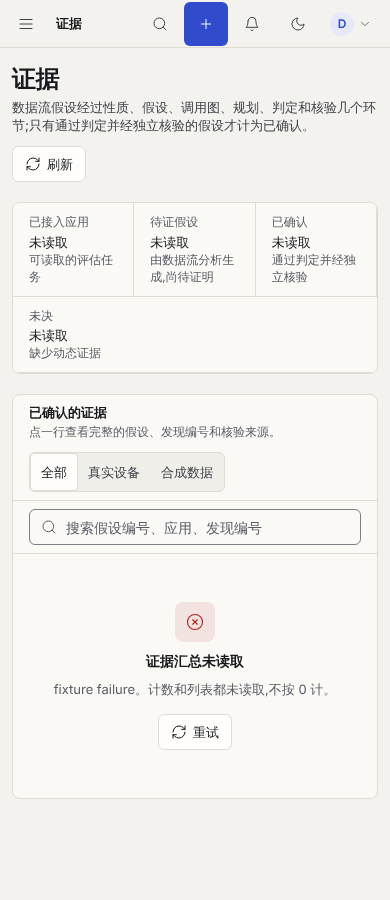 证据
D
证据
数据流假设经过性质、假设、调用图、规划、判定和核验几个环
节;只有通过判定并经独立核验的假设才计为已确认。
刷新
已接入应用
未读取
可读取的评估任
务
待证假设
未读取
由数据流分析生
成,尚待证明
已确认
未读取
通过判定并经独
立核验
未决
未读取
缺少动态证据
已确认的证据
点一行查看完整的假设、发现编号和核验来源。
全部 真实设备 合成数据
搜索假设编号、应用、发现编号
证据汇总未读取
fixture failure。计数和列表都未读取,不按 0 计。
重试